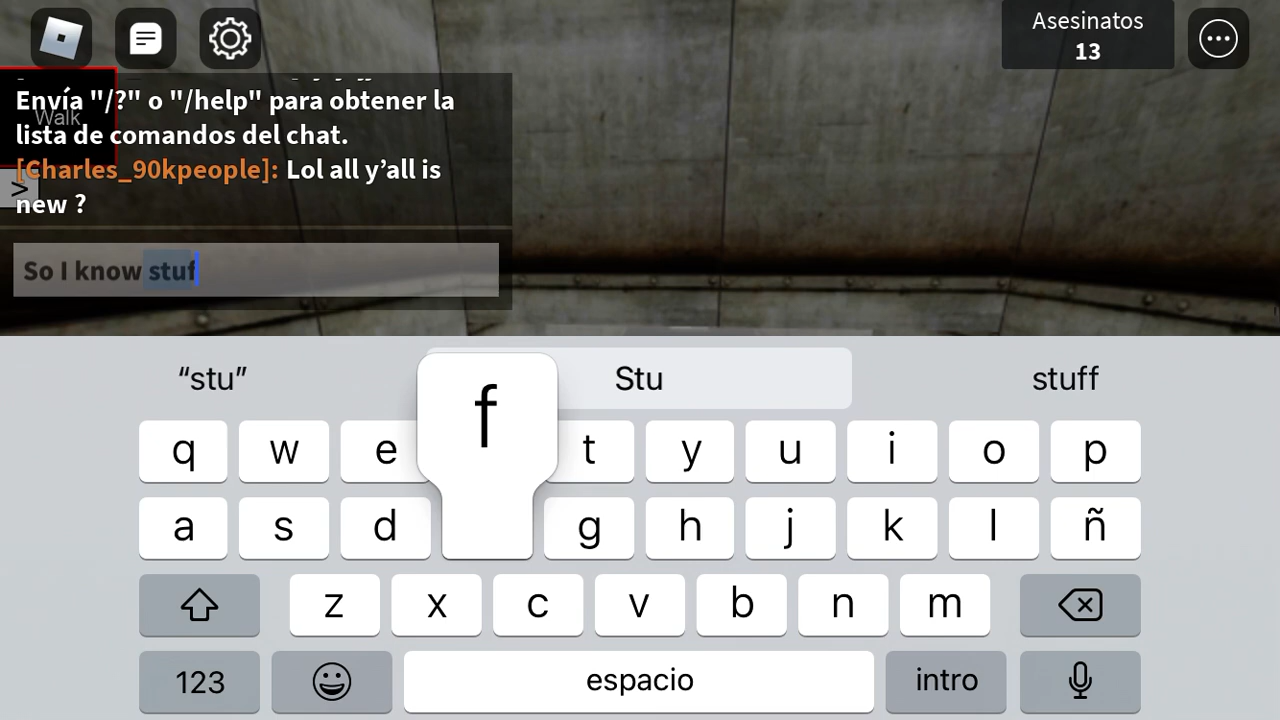 Asesinatos
13
Envía "/?" o "/help" para obtener la
Walk
lista de comandos del chat.
[Charles_90kpeople]: Lol all y’all is
>
new ?
So I know stuf
“stu” Stu stuff
f
q w e t y u i o p
a s d g h j k l ñ
z x c v b n m
123 espacio intro